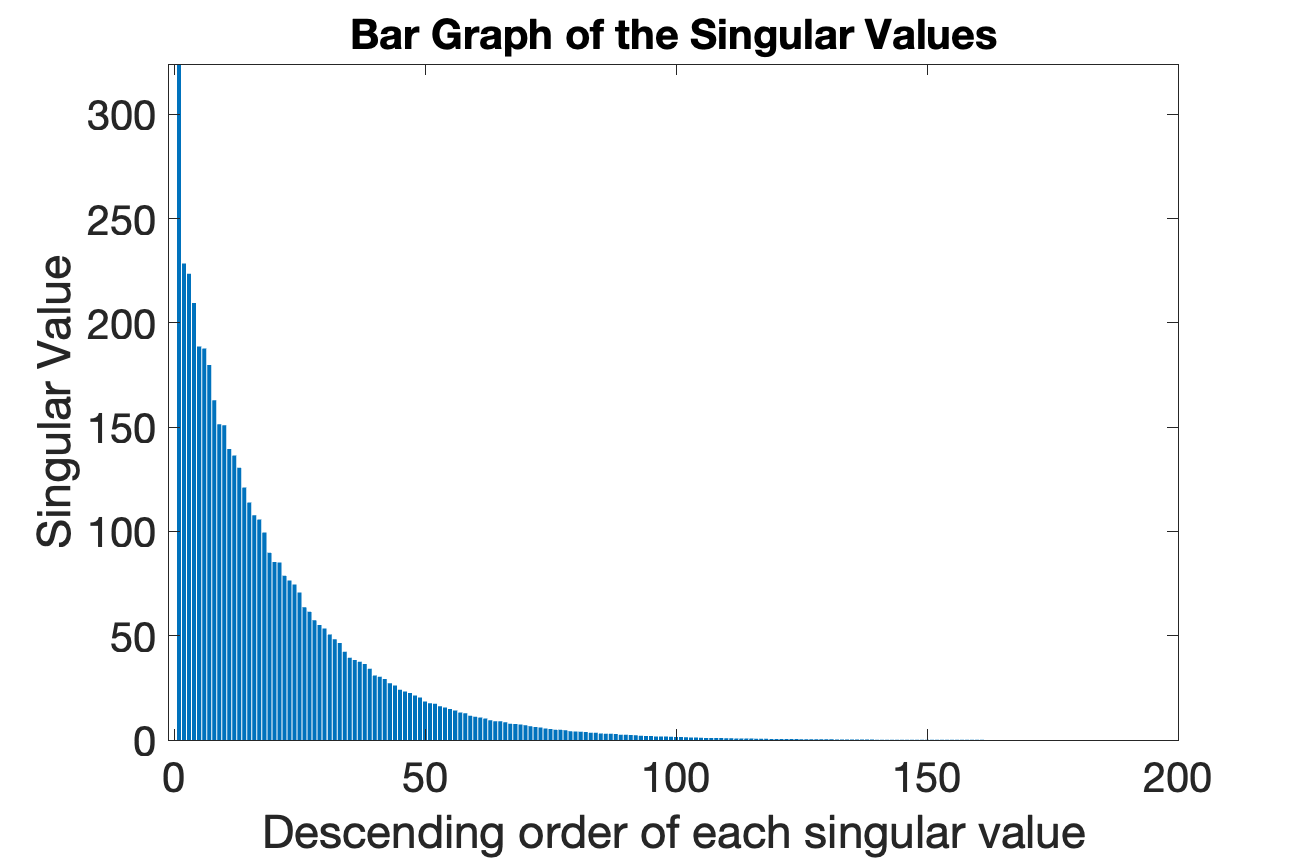 Bar Graph of the Singular Values
300
250
200
150
100
50
0
Singular Value
0 50 100 150 200
Descending order of each singular value